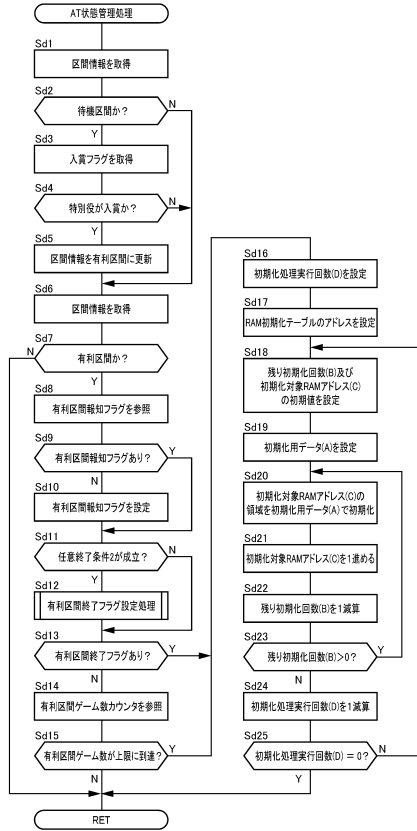 AT状態管理処理
Sd1
区間情報を取得
Sd2
待機区間か?
N
Y
Sd3
入賞フラグを取得
Sd4
特別役が入賞か?
N
Y
Sd5
区間情報を有利区間に更新
Sd6
区間情報を取得
Sd7
N
有利区間か?
Y
Sd8
有利区間報知フラグを参照
Sd9
有利区間報知フラグあり?
Y
N
Sd10
有利区間報知フラグを設定
Sd11
任意終了条件2が成立?
N
Y
Sd12
有利区間終了フラグ設定処理
Sd13
有利区間終了フラグあり?
Y
N
Sd14
有利区間ゲーム数カウンタを参照
Sd15
有利区間ゲーム数が上限に到達?
Y
N
RET
Sd16
初期化処理実行回数(D)を設定
Sd17
RAM初期化テーブルのアドレスを設定
Sd18
残り初期化回数(B)及び
初期化対象RAMアドレス(C)
の初期値を設定
Sd19
初期化用データ(A)を設定
Sd20
初期化対象RAMアドレス(C)の
領域を初期化用データ(A)で初期化
Sd21
初期化対象RAMアドレス(C)を1進める
Sd22
残り初期化回数(B)を1減算
Sd23
残り初期化回数(B)>0?
Y
N
Sd24
初期化処理実行回数(D)を1減算
Sd25
初期化処理実行回数(D) = 0?
N
Y